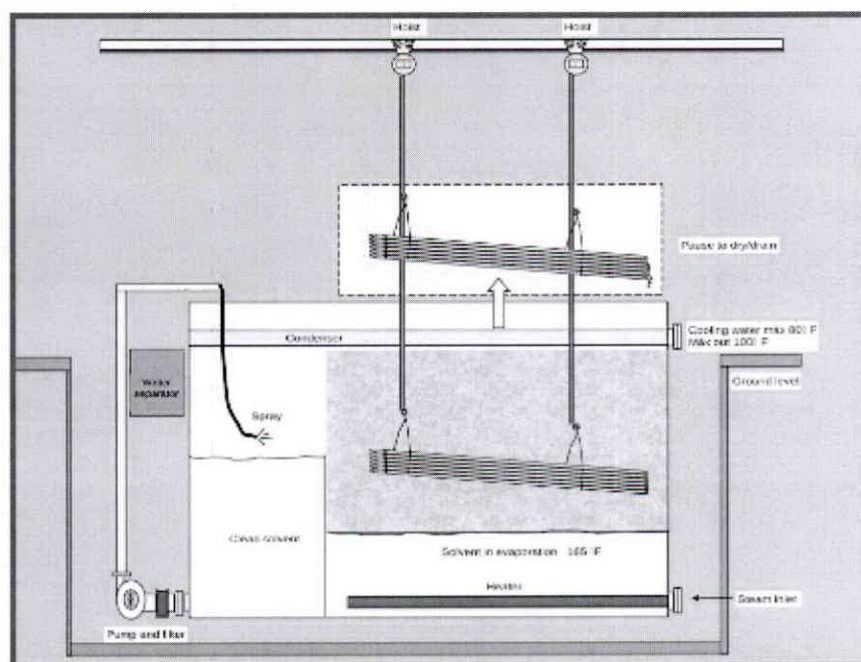 Hoist
Hoist
Pause to dry/drain
Condenser
Cooling water max 80° F
Max out 100° F
Water
separator
Ground level
Spray
Clean solvent
Solvent in evaporation 165 °F
Heater
Steam inlet
Pump and filter